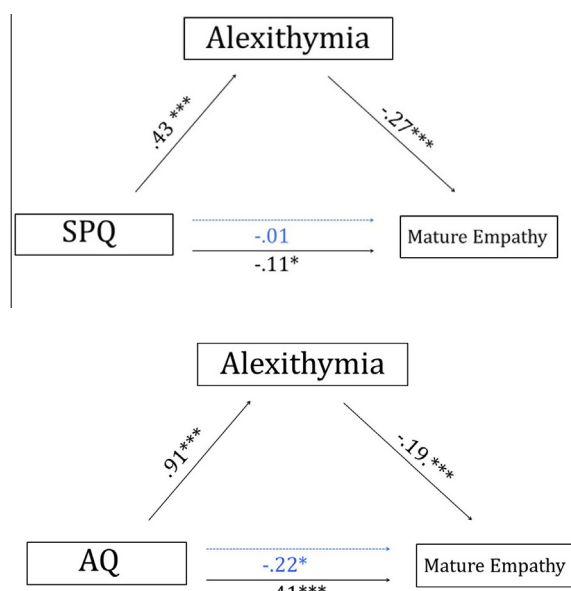 Alexithymia
.43 ***
-.27***
SPQ
-.01
-.11*
Mature Empathy
Alexithymia
.91***
-.19.***
AQ
-.22*
Mature Empathy